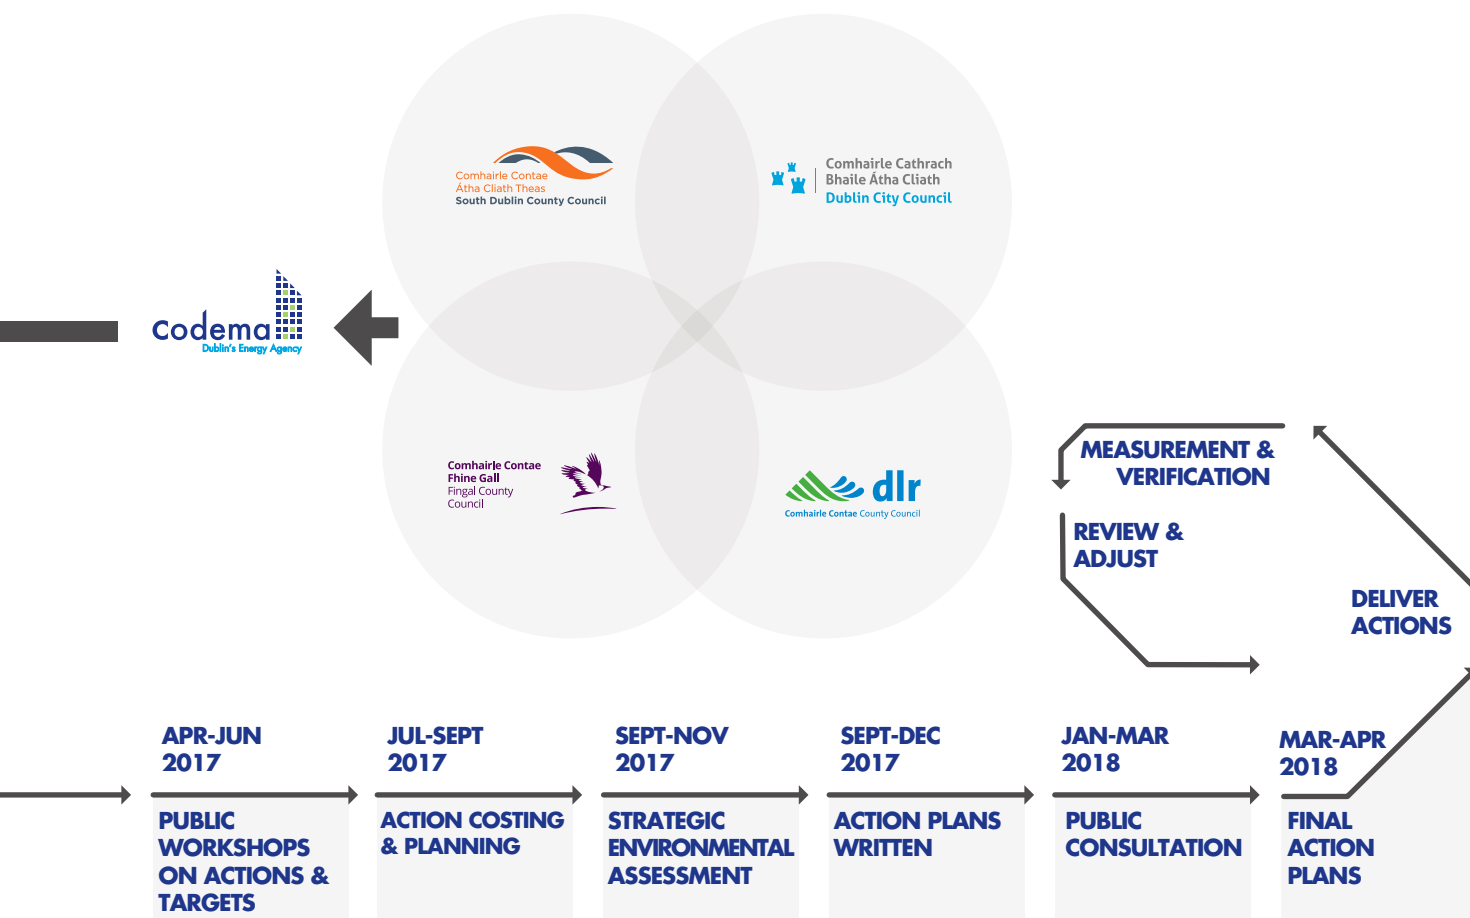 Comhairle Contae
Átha Cliath Theas
South Dublin County Council
Comhairle Cathrach
Bhaile Átha Cliath
Dublin City Council
codema
Dublin's Energy Agency
Comhairle Contae
Fhine Gall
Fingal County
Council
dlr
Comhairle Contae County Council
MEASUREMENT &
VERIFICATION
REVIEW &
ADJUST
DELIVER
ACTIONS
APR-JUN
2017
PUBLIC
WORKSHOPS
ON ACTIONS &
TARGETS
JUL-SEPT
2017
ACTION COSTING
& PLANNING
SEPT-NOV
2017
STRATEGIC
ENVIRONMENTAL
ASSESSMENT
SEPT-DEC
2017
ACTION PLANS
WRITTEN
JAN-MAR
2018
PUBLIC
CONSULTATION
MAR-APR
2018
FINAL
ACTION
PLANS